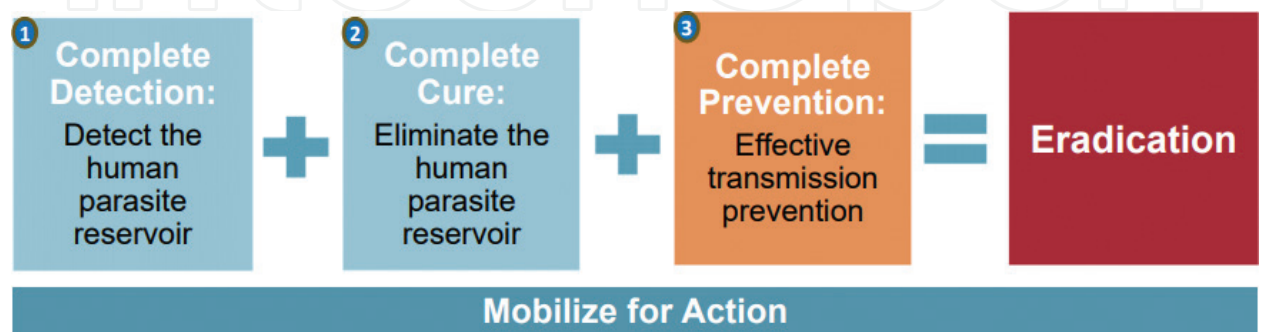 1
Complete
Detection:
Detect the
human
parasite
reservoir
2
Complete
Cure:
Eliminate the
human
parasite
reservoir
3
Complete
Prevention:
Effective
transmission
prevention
Eradication
Mobilize for Action